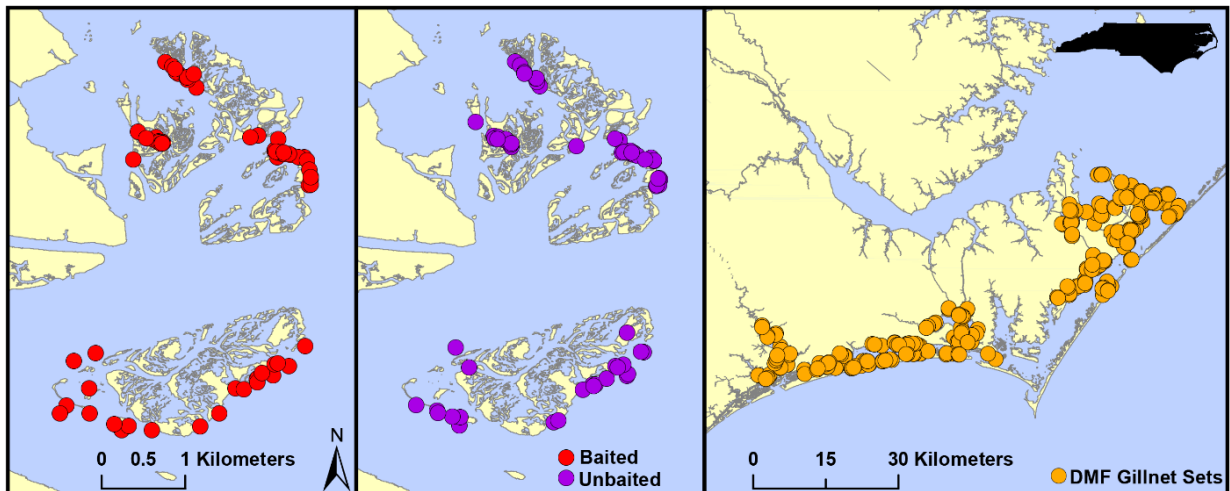 N
0 0.5 1 Kilometers
Baited
Unbaited
0 15 30 Kilometers
DMF Gillnet Sets